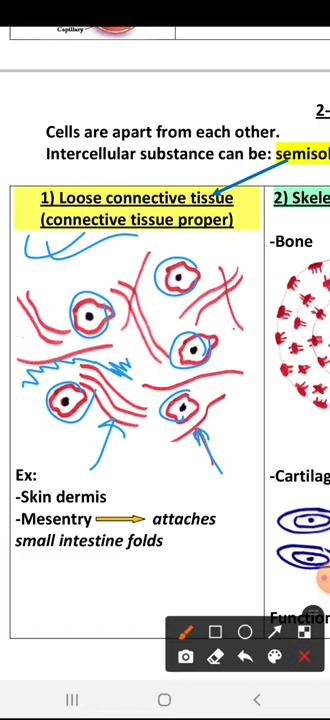 Capillary
2-
Cells are apart from each other.
Intercellular substance can be: semisol
1) Loose connective tissue
(connective tissue proper)
2) Skele
-Bone
Ex:
-Skin dermis
-Mesentry attaches
small intestine folds
-Cartilag
Function